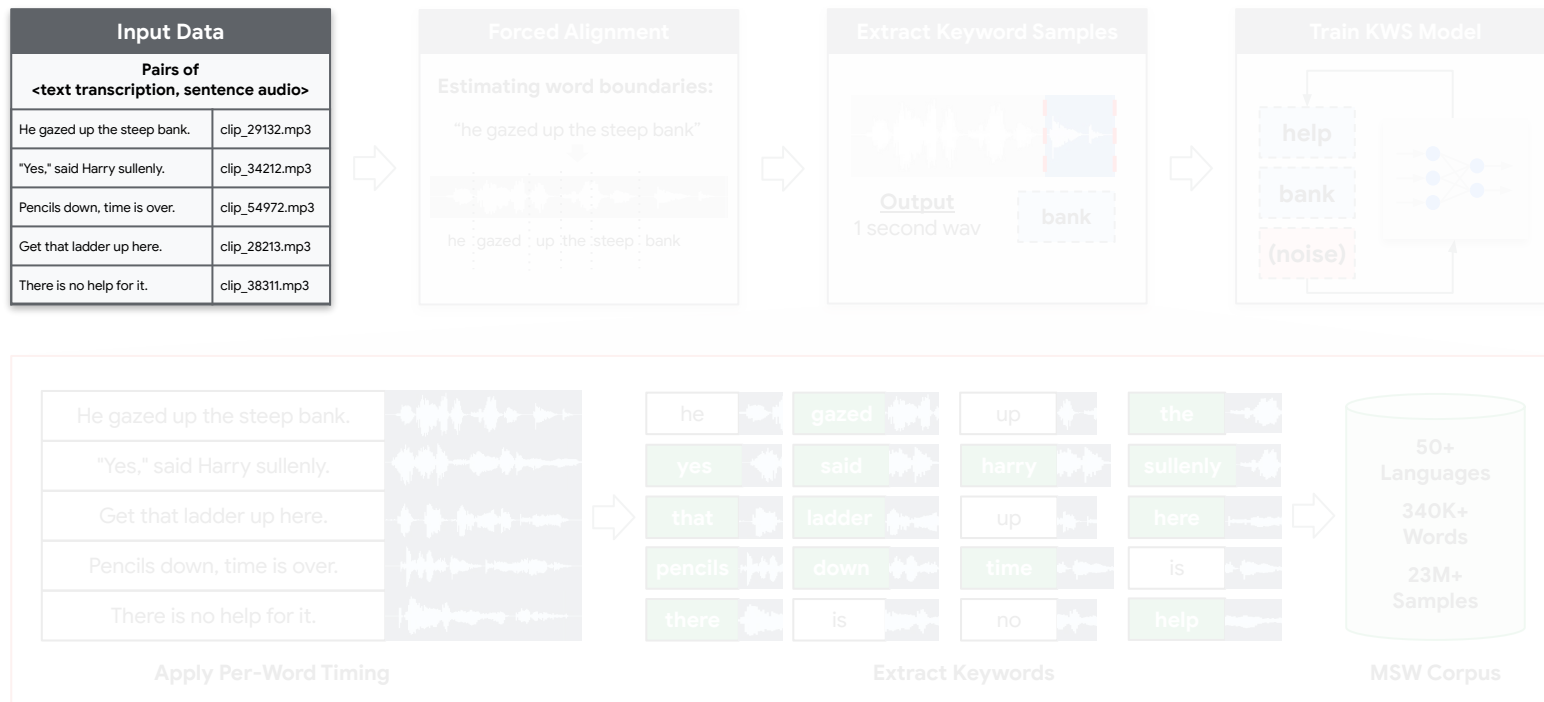 Input Data
Pairs of
<text transcription, sentence audio>
He gazed up the steep bank. clip_29132.mp3
"Yes," said Harry sullenly. clip_34212.mp3
Pencils down, time is over. clip_54972.mp3
Get that ladder up here. clip_28213.mp3
There is no help for it. clip_38311.mp3
Forced Alignment
Estimating word boundaries:
“he gazed up the steep bank”
he gazed up the steep bank
Extract Keyword Samples
Output
1 second wav
bank
Train KWS Model
help
bank
(noise)
He gazed up the steep bank.
"Yes," said Harry sullenly.
Get that ladder up here.
Pencils down, time is over.
There is no help for it.
Apply Per-Word Timing
he gazed up the
yes said harry sullenly
that ladder up here
pencils down time is
there is no help
Extract Keywords
50+
Languages
340K+
Words
23M+
Samples
MSW Corpus